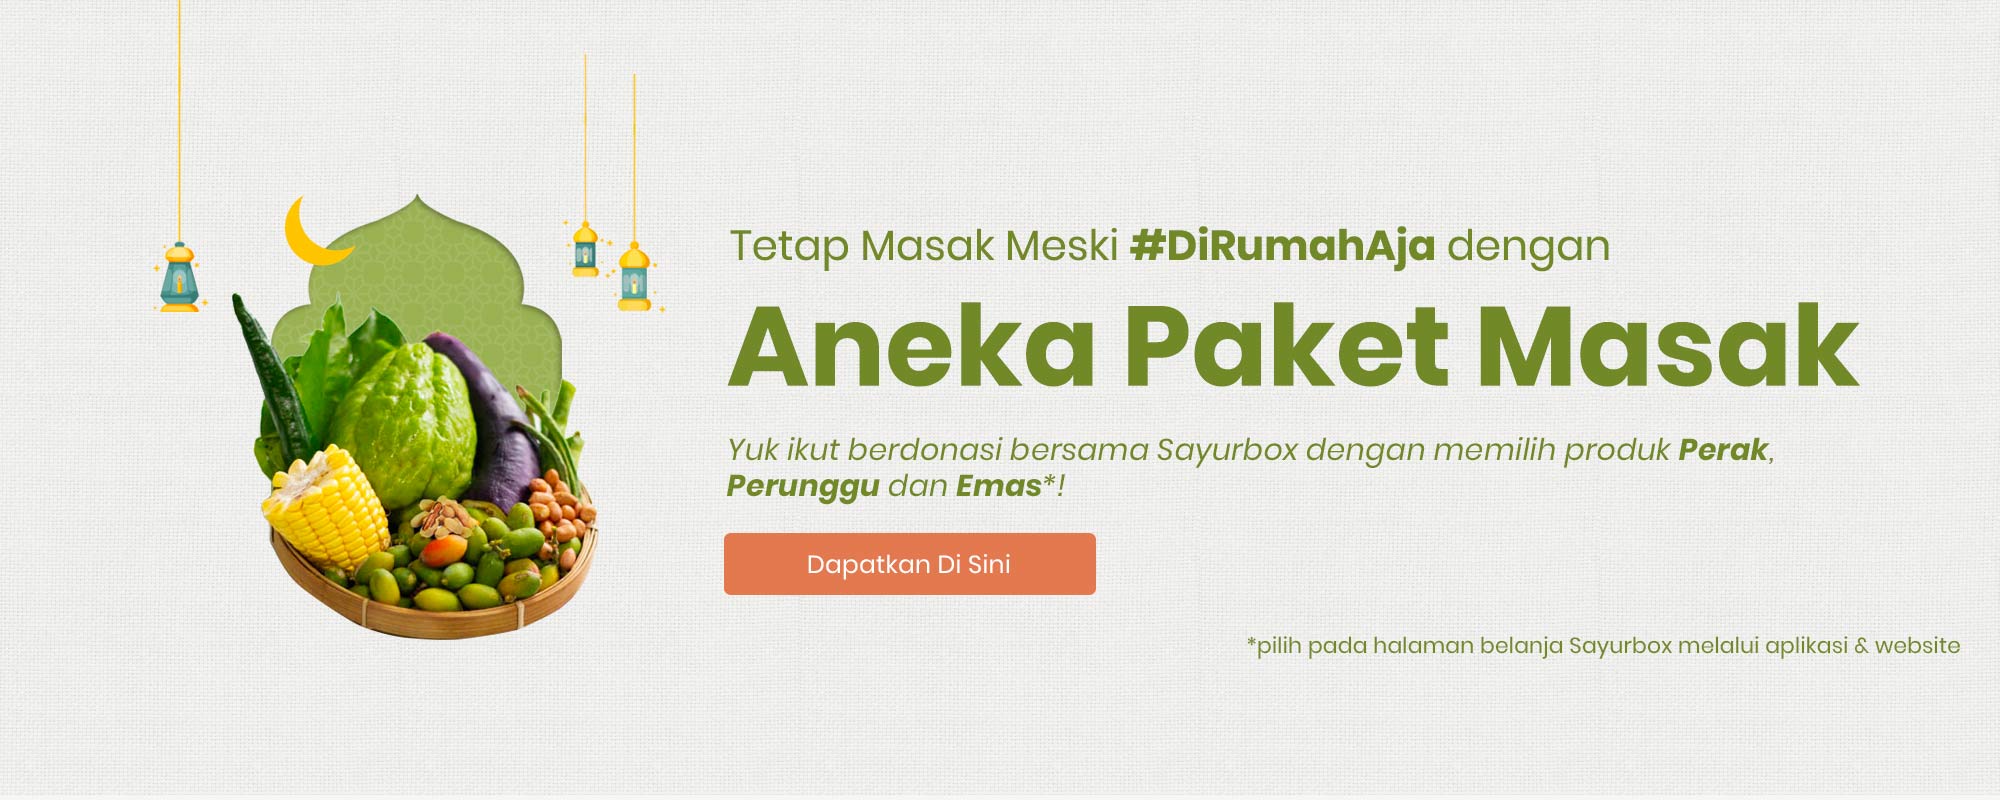 Tetap Masak Meski #DiRumahAja dengan
Aneka Paket Masak
Yuk ikut berdonasi bersama Sayurbox dengan memilih produk Perak,
Perunggu dan Emas*!
Dapatkan Di Sini
*pilih pada halaman belanja Sayurbox melalui aplikasi & website